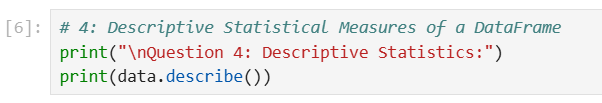 [6]: # 4: Descriptive Statistical Measures of a DataFrame
print("\nQuestion 4: Descriptive Statistics:")
print(data.describe())